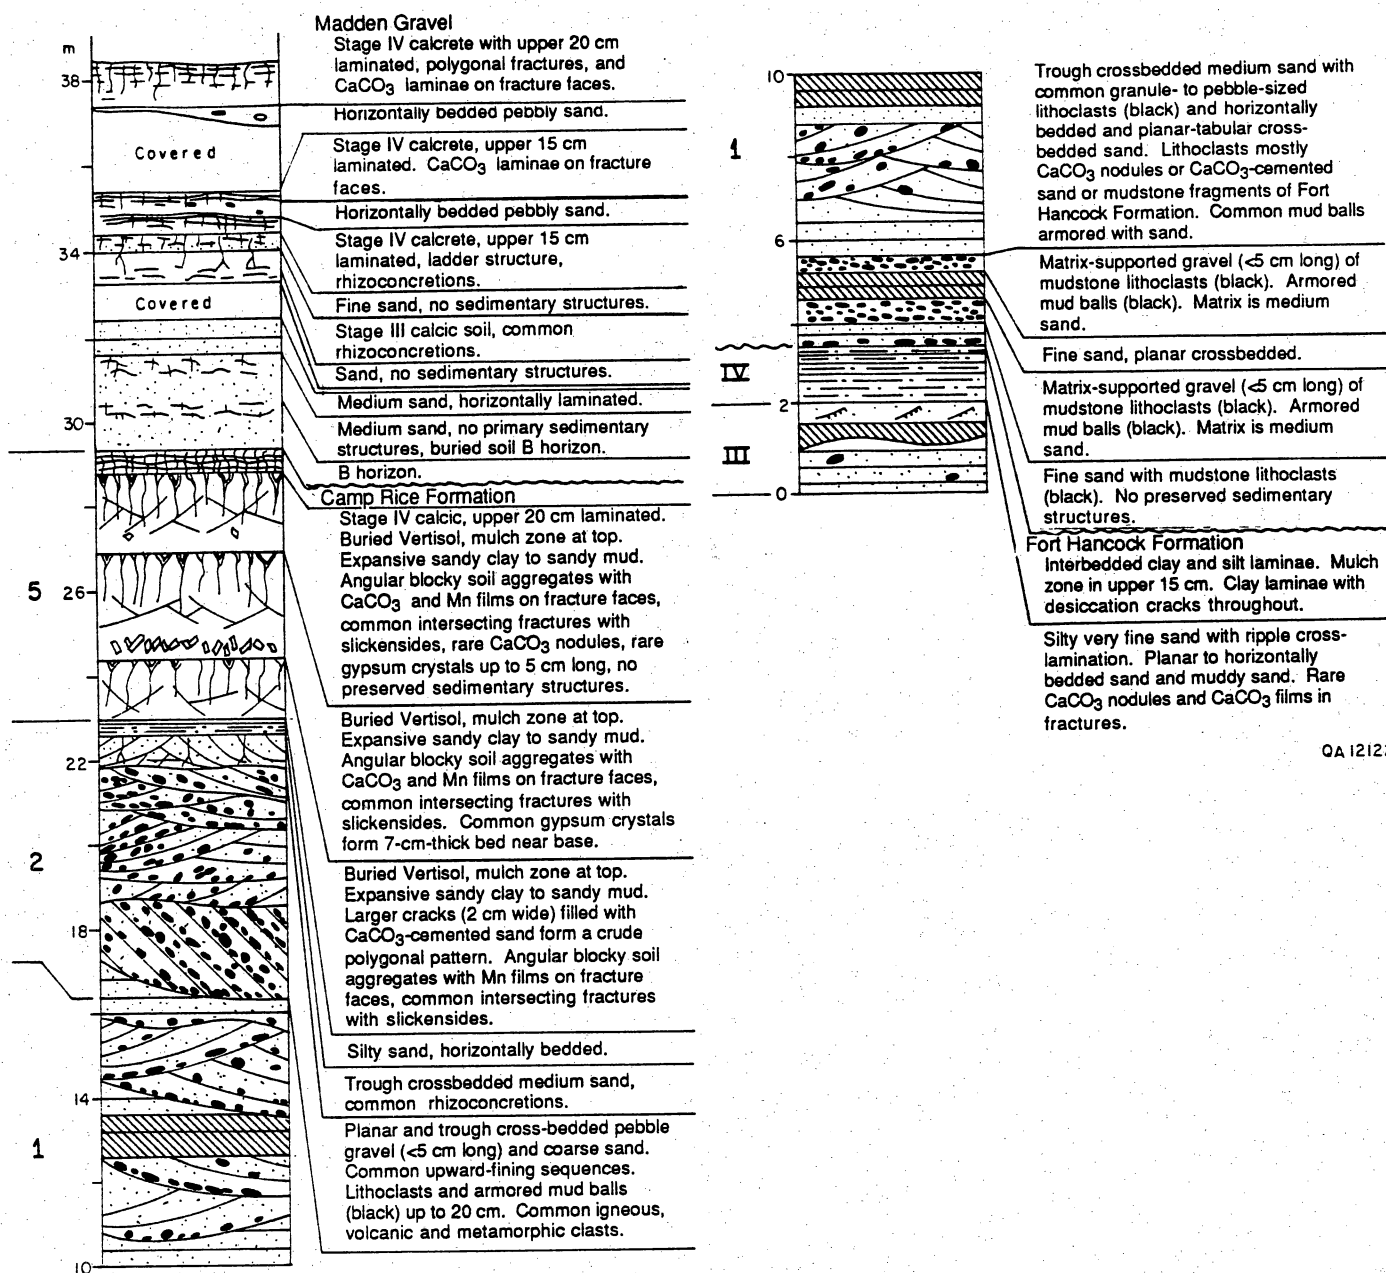 Madden Gravel
Stage IV calcrete with upper 20 cm
laminated, polygonal fractures, and
CaCO3 laminae on fracture faces.
Horizontally bedded pebbly sand.
Stage IV calcrete, upper 15 cm
laminated. CaCO3 laminae on fracture
faces.
Horizontally bedded pebbly sand.
Stage IV calcrete, upper 15 cm
laminated, ladder structure,
rhizoconcretions.
Fine sand, no sedimentary structures.
Stage III calcic soil, common
rhizoconcretions.
Sand, no sedimentary structures.
Medium sand, horizontally laminated.
Medium sand, no primary sedimentary
structures, buried soil B horizon.
B horizon.
Camp Rice Formation
Stage IV calcic, upper 20 cm laminated.
Buried Vertisol, mulch zone at top.
Expansive sandy clay to sandy mud.
Angular blocky soil aggregates with
CaCO3 and Mn films on fracture faces,
common intersecting fractures with
slickensides, rare CaCO3 nodules, rare
gypsum crystals up to 5 cm long, no
preserved sedimentary structures.
Buried Vertisol, mulch zone at top.
Expansive sandy clay to sandy mud.
Angular blocky soil aggregates with
CaCO3 and Mn films on fracture faces,
common intersecting fractures with
slickensides. Common gypsum crystals
form 7-cm-thick bed near base.
Buried Vertisol, mulch zone at top.
Expansive sandy clay to sandy mud.
Larger cracks (2 cm wide) filled with
CaCO3-cemented sand form a crude
polygonal pattern. Angular blocky soil
aggregates with Mn films on fracture
faces, common intersecting fractures
with slickensides.
Silty sand, horizontally bedded.
Trough crossbedded medium sand,
common rhizoconcretions.
Planar and trough cross-bedded pebble
gravel (<5 cm long) and coarse sand.
Common upward-fining sequences.
Lithoclasts and armored mud balls
(black) up to 20 cm. Common igneous,
volcanic and metamorphic clasts.
m
38
Covered
34
Covered
30
5
26
22
2
18
14
1
10
10
1
6
IV
2
III
0
Trough crossbedded medium sand with
common granule- to pebble-sized
lithoclasts (black) and horizontally
bedded and planar-tabular cross-
bedded sand. Lithoclasts mostly
CaCO3 nodules or CaCO3-cemented
sand or mudstone fragments of Fort
Hancock Formation. Common mud balls
armored with sand.
Matrix-supported gravel (<5 cm long) of
mudstone lithoclasts (black). Armored
mud balls (black). Matrix is medium
sand.
Fine sand, planar crossbedded.
Matrix-supported gravel (<5 cm long) of
mudstone lithoclasts (black). Armored
mud balls (black). Matrix is medium
sand.
Fine sand with mudstone lithoclasts
(black). No preserved sedimentary
structures.
Fort Hancock Formation
Interbedded clay and silt laminae. Mulch
zone in upper 15 cm. Clay laminae with
desiccation cracks throughout.
Silty very fine sand with ripple cross-
lamination. Planar to horizontally
bedded sand and muddy sand. Rare
CaCO3 nodules and CaCO3 films in
fractures.